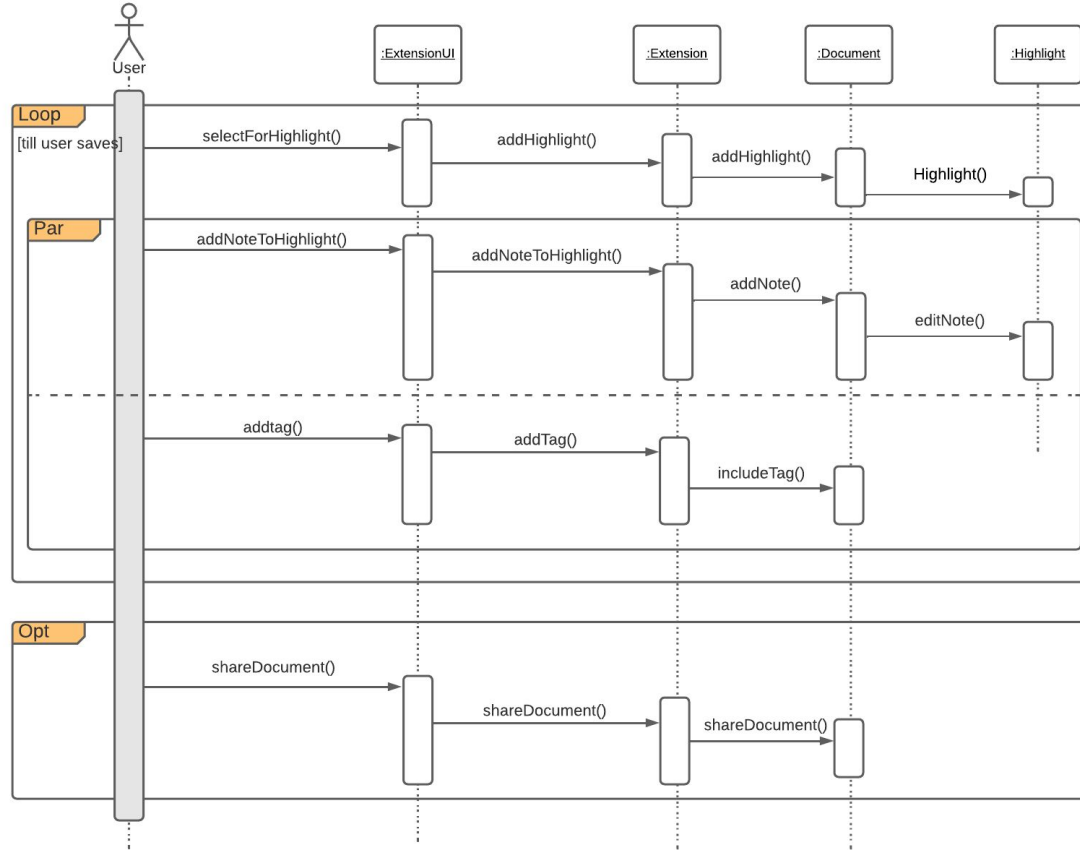 :ExtensionUI
:Extension
:Document
:Highlight
User
Loop
[till user saves]
selectForHighlight()
addHighlight()
addHighlight()
Highlight()
Par
addNoteToHighlight()
addNoteToHighlight()
addNote()
editNote()
addtag()
addTag()
includeTag()
Opt
shareDocument()
shareDocument()
shareDocument()